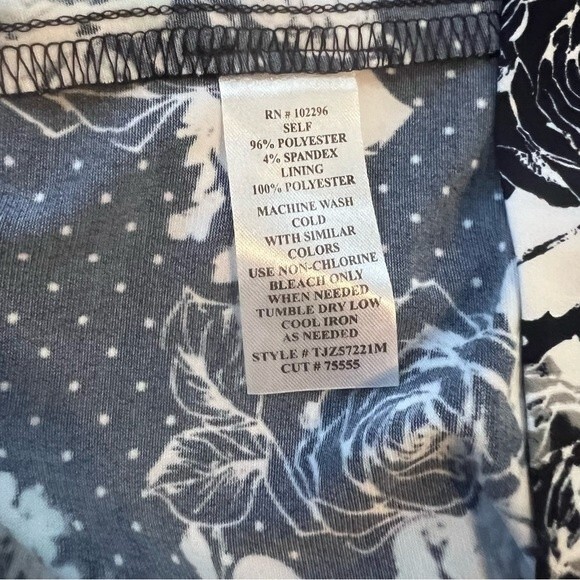 RN # 102296
SELF
96% POLYESTER
4% SPANDEX
LINING
100% POLYESTER
MACHINE WASH
COLD
WITH SIMILAR
COLORS
USE NON-CHLORINE
BLEACH ONLY
WHEN NEEDED
TUMBLE DRY LOW
COOL IRON
AS NEEDED
STYLE # TJZ57221M
CUT # 75555